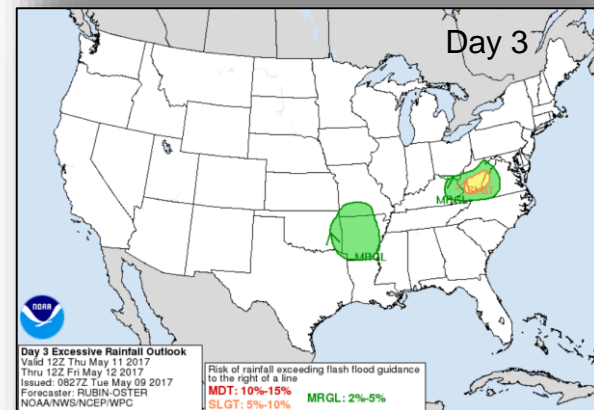 Day 3
SLGT
MRGL
MRGL
NOAA
Day 3 Excessive Rainfall Outlook
Valid 12Z Thu May 11 2017
Thru 12Z Fri May 12 2017
Issued: 0827Z Tue May 09 2017
Forecaster: RUBIN-OSTER
NOAA/NWS/NCEP/WPC
Risk of rainfall exceeding flash flood guidance
to the right of a line
MDT: 10%-15%
SLGT: 5%-10%
MRGL: 2%-5%